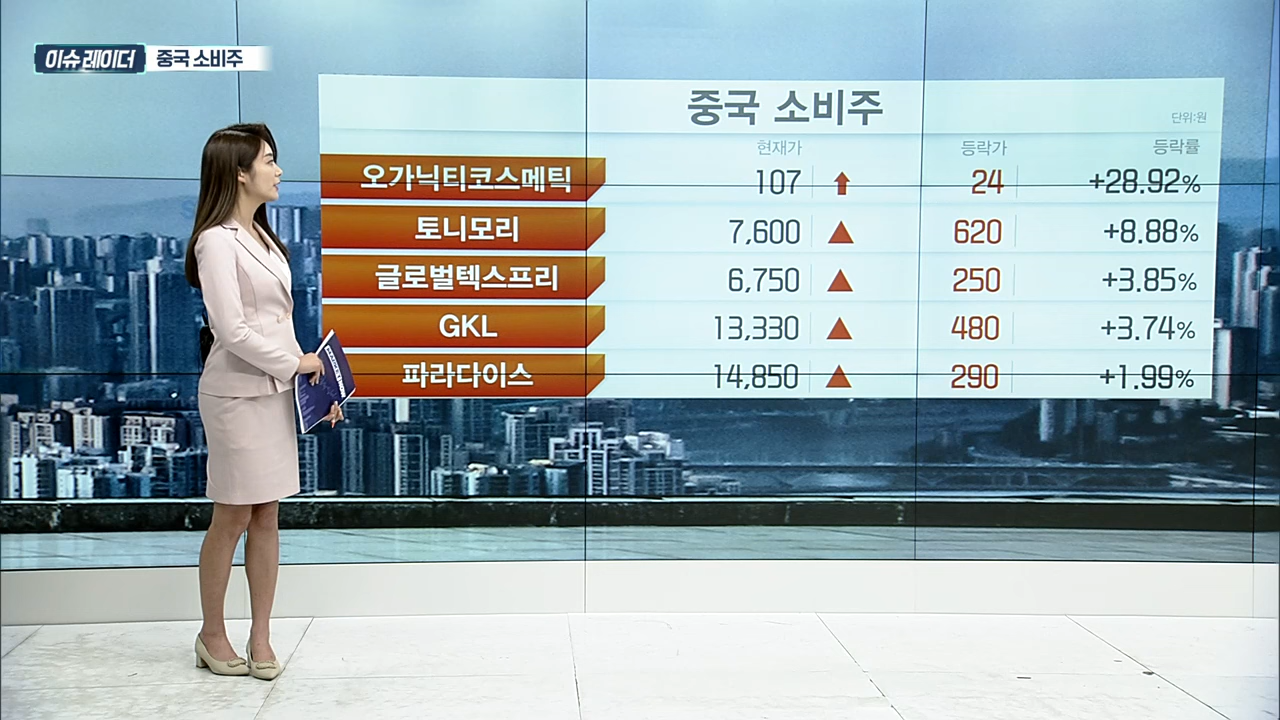 이슈 레이더 중국 소비주
중국 소비주
단위:원
현재가 등락가 등락률
오가닉티코스메틱 107 ⬆ 24 +28.92%
토니모리 7,600 ▲ 620 +8.88%
글로벌텍스프리 6,750 ▲ 250 +3.85%
GKL 13,330 ▲ 480 +3.74%
파라다이스 14,850 ▲ 290 +1.99%